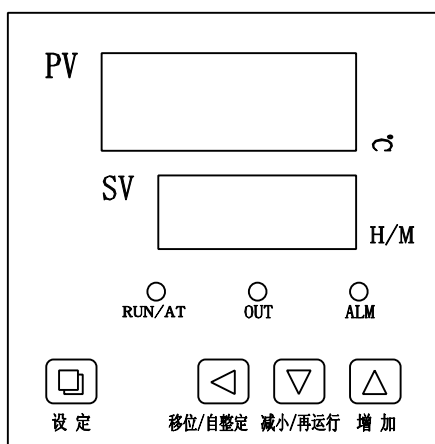 PV
℃
SV
H/M
RUN/AT OUT ALM
设定 移位/自整定 减小/再运行 增加